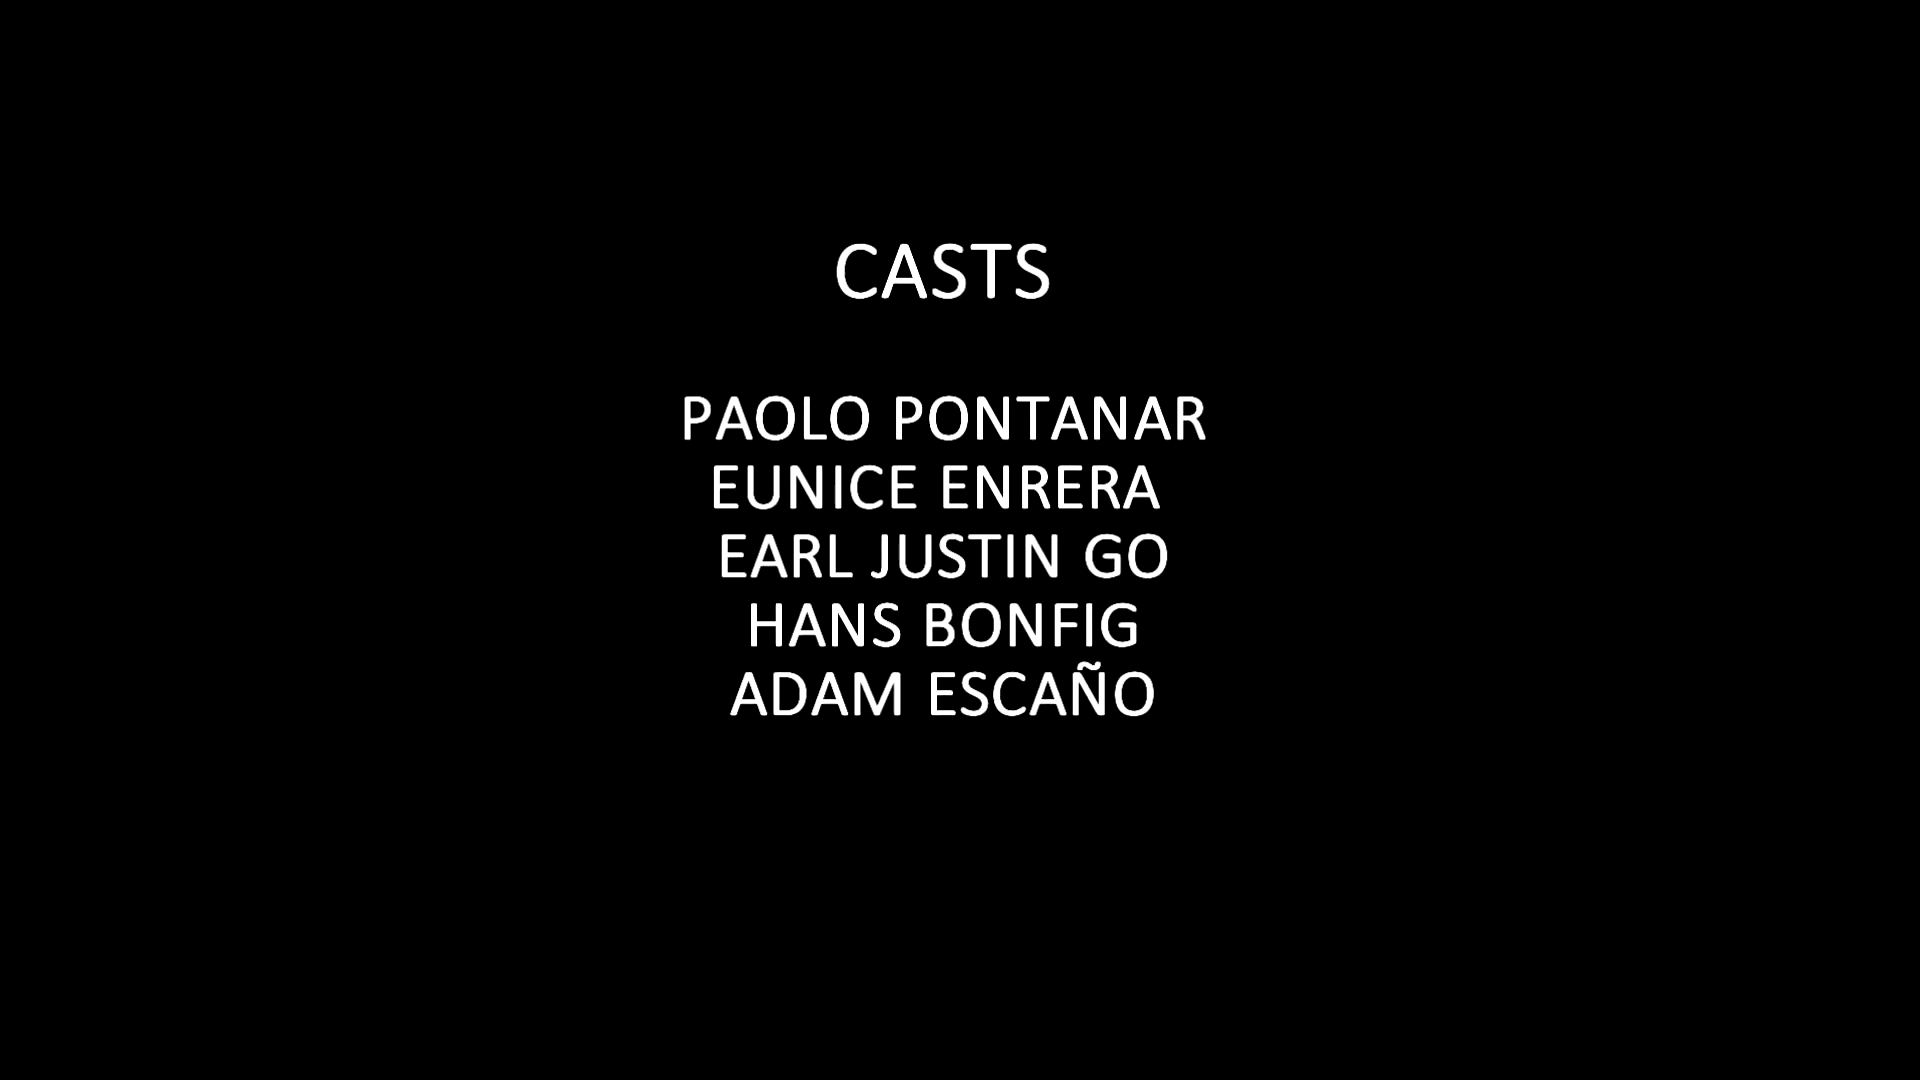 CASTS
PAOLO PONTANAR
EUNICE ENRERA
EARL JUSTIN GO
HANS BONFIG
ADAM ESCAÑO